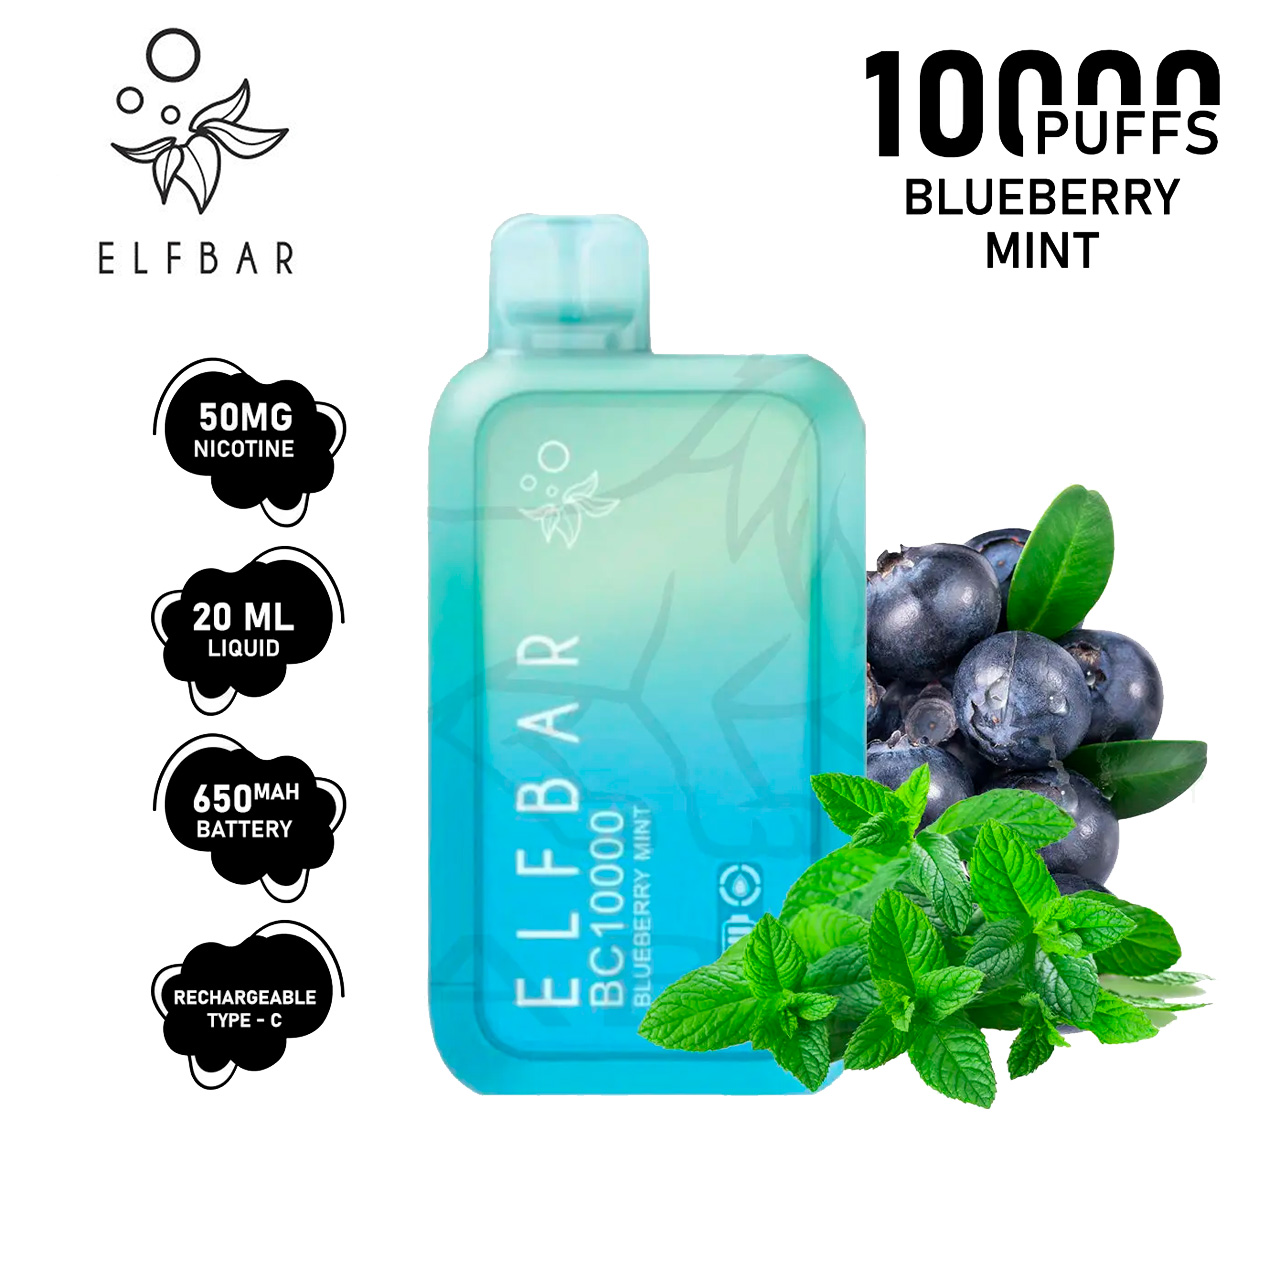 10000
PUFFS
BLUEBERRY
MINT
ELFBAR
50MG
NICOTINE
20 ML
LIQUID
650MAH
BATTERY
RECHARGEABLE
TYPE - C
ELFBAR
BC10000
BLUEBERRY MINT